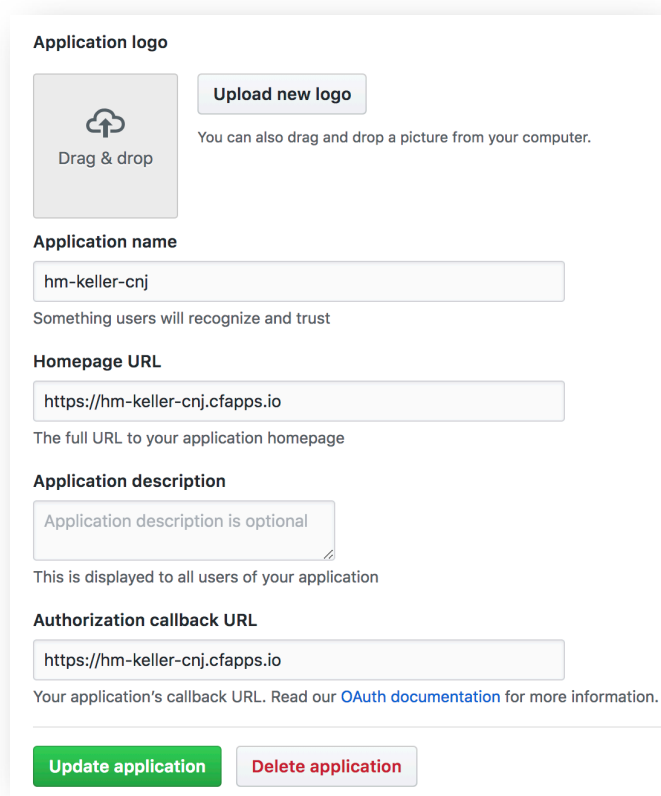 Application logo
Upload new logo
Drag & drop
You can also drag and drop a picture from your computer.
Application name
hm-keller-cnj
Something users will recognize and trust
Homepage URL
https://hm-keller-cnj.cfapps.io
The full URL to your application homepage
Application description
Application description is optional
This is displayed to all users of your application
Authorization callback URL
https://hm-keller-cnj.cfapps.io
Your application’s callback URL. Read our OAuth documentation for more information.
Update application
Delete application